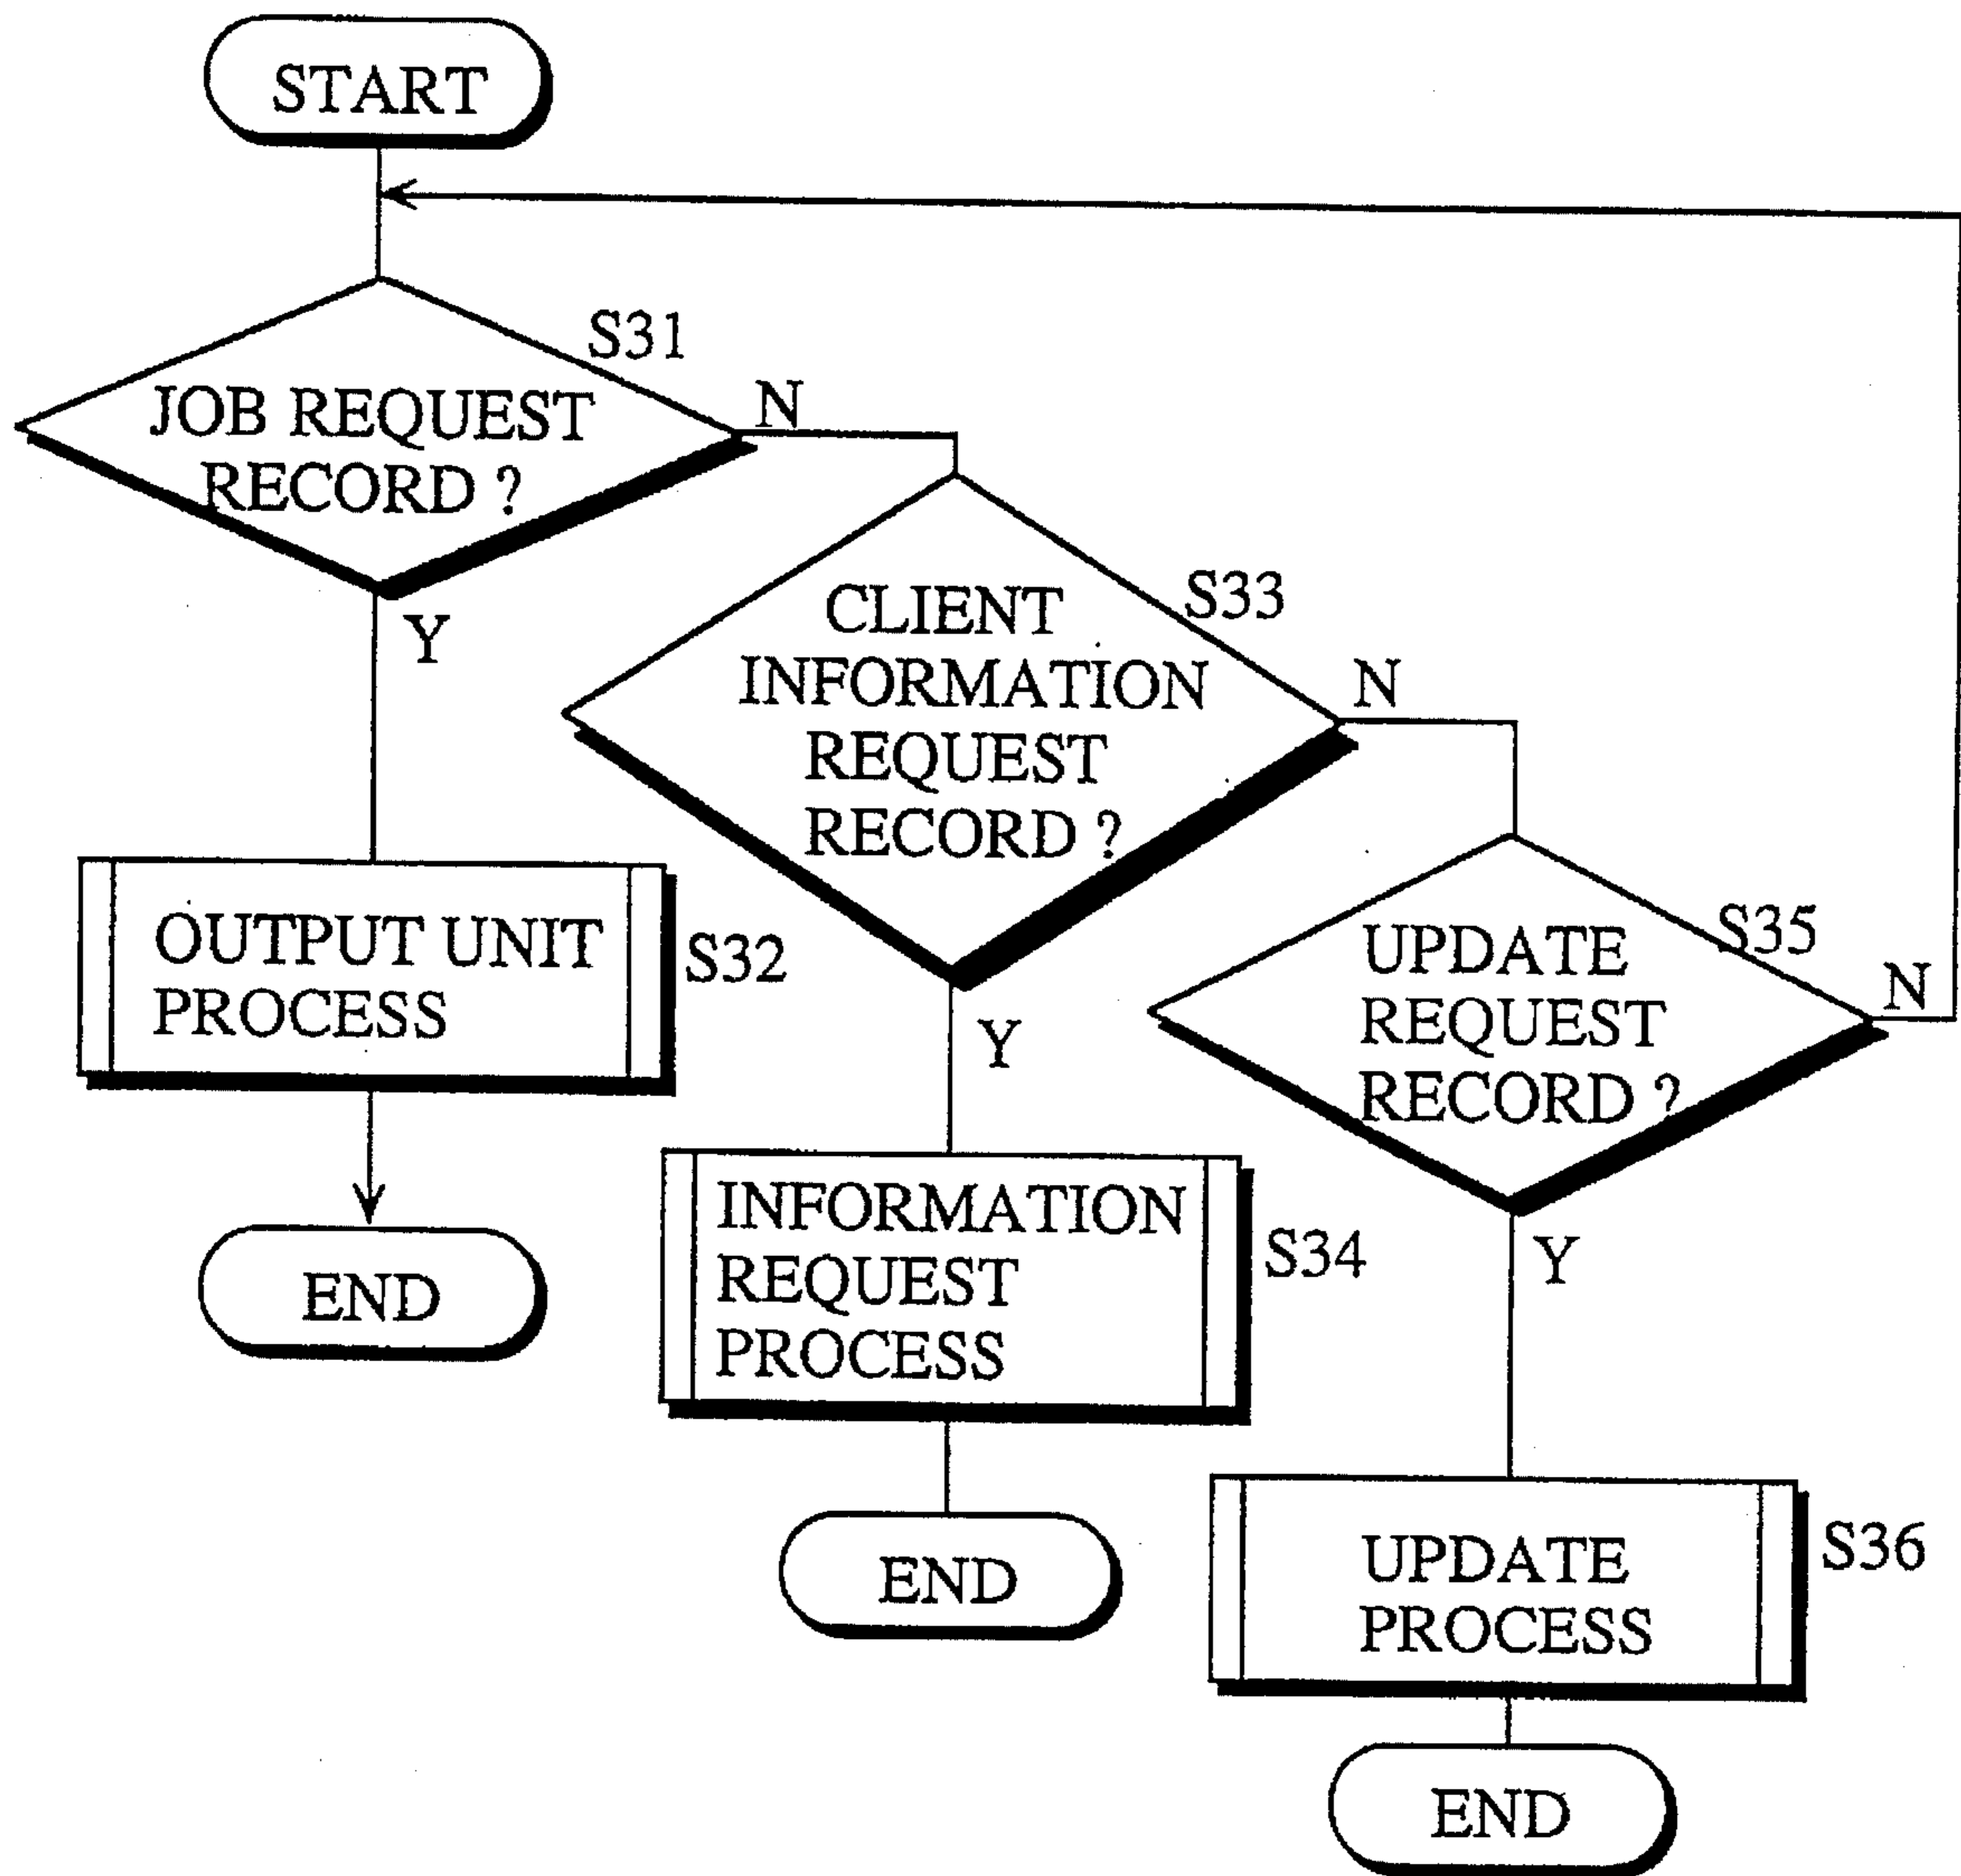 START
S31
JOB REQUEST
RECORD ?
N
Y
S33
CLIENT
INFORMATION
REQUEST
RECORD ?
N
Y
S35
UPDATE
REQUEST
RECORD ?
N
Y
OUTPUT UNIT
PROCESS
S32
END
INFORMATION
REQUEST
PROCESS
S34
END
UPDATE
PROCESS
S36
END